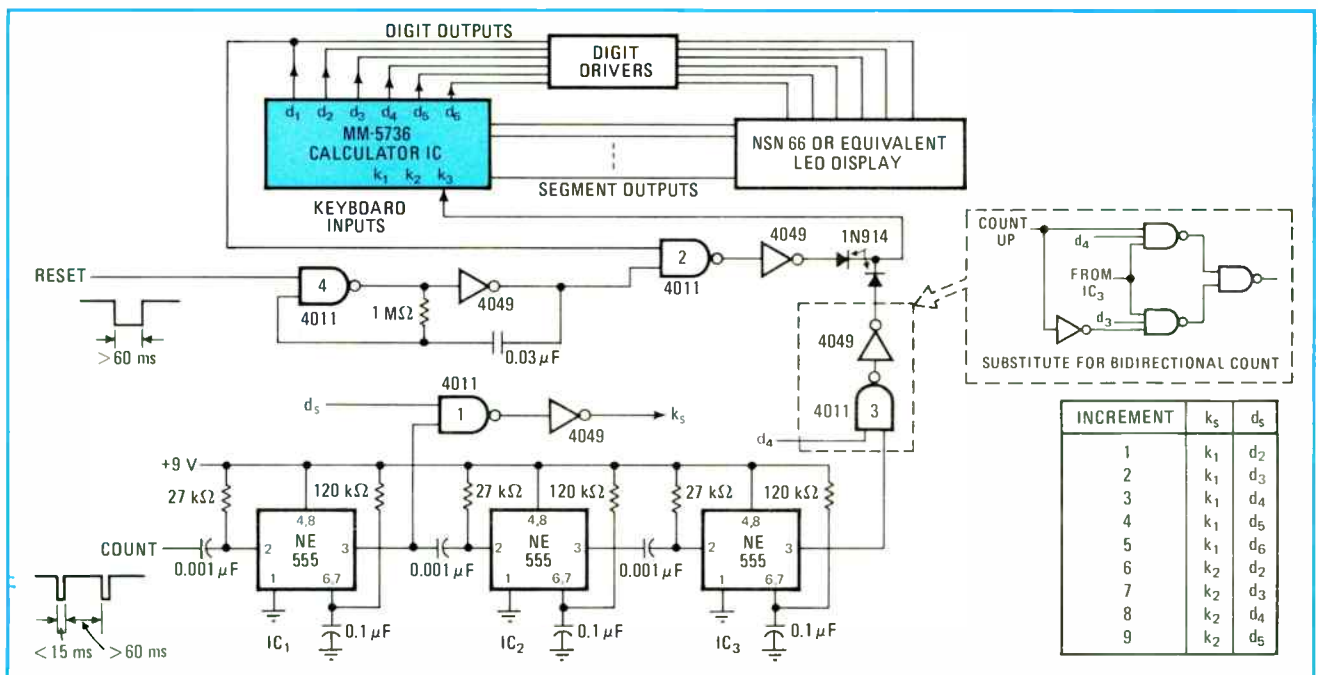 DIGIT OUTPUTS
DIGIT
DRIVERS
d1 d2 d3 d4 d5 d6
MM-5736
CALCULATOR IC
k1 k2 k3
NSN 66 OR EQUIVALENT
LED DISPLAY
SEGMENT OUTPUTS
KEYBOARD
INPUTS
RESET
>60 ms
4
4011
4049
1 MΩ
0.03 µF
2
4011
4049
1N914
COUNT
UP
d4
FROM
IC3
d3
SUBSTITUTE FOR BIDIRECTIONAL COUNT
4049
4011
3
d4
4011
ds
1
4049
ks
+9 V
27 kΩ
120 kΩ
27 kΩ
120 kΩ
27 kΩ
120 kΩ
COUNT
0.001 µF
4,8
2
NE
555
3
1
6,7
0.1 µF
IC1
0.001 µF
4,8
2
NE
555
3
1
6,7
0.1 µF
IC2
0.001 µF
4,8
2
NE
555
3
1
6,7
0.1 µF
IC3
<15 ms >60 ms
INCREMENT ks ds
1 k1 d2
2 k1 d3
3 k1 d4
4 k1 d5
5 k1 d6
6 k2 d2
7 k2 d3
8 k2 d4
9 k2 d5